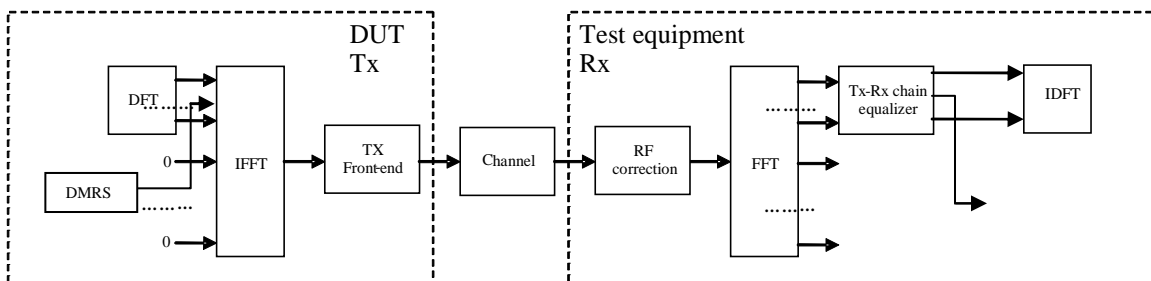 DUT
Tx
Test equipment
Rx
DFT
………
0
DMRS
………
0
IFFT
TX
Front-end
Channel
RF
correction
FFT
………
………
Tx-Rx chain
equalizer
IDFT